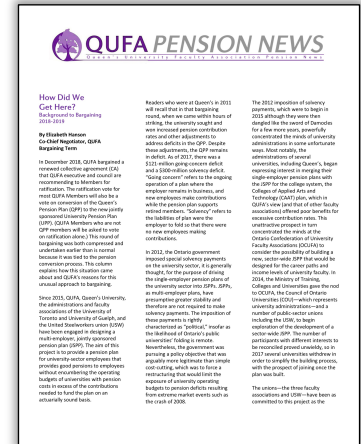 QUFA PENSION NEWS
Queen's University Faculty Association Pension News
How Did We
Get Here?
Background to Bargaining
2018-2019
By Elizabeth Hanson
Co-Chief Negotiator, QUFA
Bargaining Term
In December 2018, QUFA bargained a
renewed collective agreement (CA)
that QUFA executive and council are
recommending to Members for
ratification. The ratification vote for
most QUFA Members will also be a
vote on conversion of the Queen's
Pension Plan (QPP) to the new jointly
sponsored University Pension Plan
(UPP). (QUFA Members who are not
QPP members will be asked to vote
on ratification alone.) This round of
bargaining was both compressed and
undertaken earlier than is normal
because it was tied to the pension
conversion process. This column
explains how this situation came
about and QUFA's reasons for this
unusual approach to bargaining.
Since 2015, QUFA, Queen's University,
the administrations and faculty
associations of the University of
Toronto and University of Guelph, and
the United Steelworkers union (USW)
have been engaged in designing a
multi-employer, jointly sponsored
pension plan (JSPP). The aim of this
project is to provide a pension plan
for university-sector employees that
provides good pensions to employees
without encumbering the operating
budgets of universities with pension
costs in excess of the contributions
needed to fund the plan on an
actuarially sound basis.
Readers who were at Queen's in 2011
will recall that in that bargaining
round, when we came within hours of
striking, the university sought and
won increased pension contribution
rates and other adjustments to
address deficits in the QPP. Despite
these adjustments, the QPP remains
in deficit. As of 2017, there was a
$121-million going-concern deficit
and a $300-million solvency deficit.
"Going concern" refers to the ongoing
operation of a plan where the
employer remains in business, and
new employees make contributions
while the pension plan supports
retired members. "Solvency" refers to
the liabilities of plan were the
employer to fold so that there were
no new employees making
contributions.
In 2012, the Ontario government
imposed special solvency payments
on the university sector, it is generally
thought, for the purpose of driving
the single-employer pension plans of
the university sector into JSPPs. JSPPs,
as multi-employer plans, have
presumptive greater stability and
therefore are not required to make
solvency payments. The imposition of
these payments is rightly
characterized as "political," insofar as
the likelihood of Ontario's public
universities' folding is remote.
Nevertheless, the government was
pursuing a policy objective that was
arguably more legitimate than simple
cost-cutting, which was to force a
restructuring that would limit the
exposure of university operating
budgets to pension deficits resulting
from extreme market events such as
the crash of 2008.
The 2012 imposition of solvency
payments, which were to begin in
2015 although they were then
dangled like the sword of Damocles
for a few more years, powerfully
concentrated the minds of university
administrations in some unfortunate
ways. Most notably, the
administrations of several
universities, including Queen's, began
expressing interest in merging their
single-employer pension plans with
the JSPP for the college system, the
Colleges of Applied Arts and
Technology (CAAT) plan, which in
QUFA's view (and that of other faculty
associations) offered poor benefits for
excessive contribution rates. The
unattractive prospect in turn
concentrated the minds at the
Ontario Confederation of University
Faculty Associations (OCUFA) to
consider the possibility of building a
new, sector-wide JSPP that would be
designed for the career paths and
income levels of university faculty. In
2014, the Ministry of Training,
Colleges and Universities gave the nod
to OCUFA, the Council of Ontario
Universities (COU)—which represents
university administrations—and a
number of public-sector unions
including the USW, to begin
exploration of the development of a
sector-wide JSPP. The number of
participants with different interests to
be reconciled proved unwieldy, so in
2017 several universities withdrew in
order to simplify the building process,
with the prospect of joining once the
plan was built.
The unions—the three faculty
associations and USW—have been as
committed to this project as the